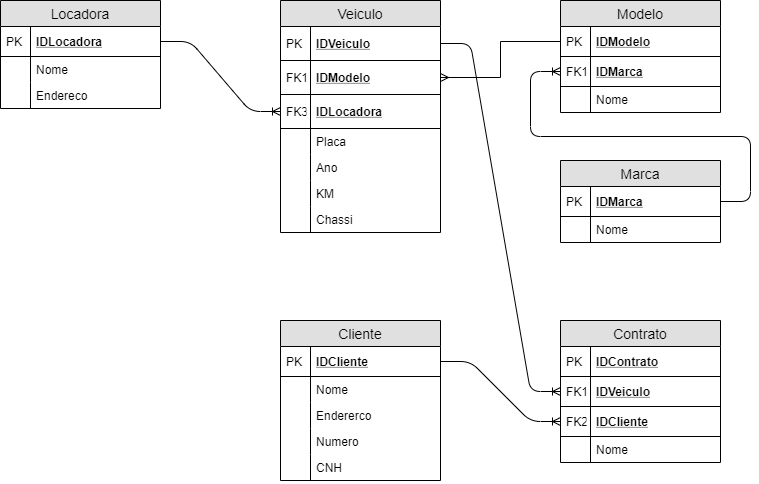 Locadora
PK IDLocadora
Nome
Endereco
Veiculo
PK IDVeiculo
FK1 IDModelo
FK3 IDLocadora
Placa
Ano
KM
Chassi
Modelo
PK IDModelo
FK1 IDMarca
Nome
Marca
PK IDMarca
Nome
Cliente
PK IDCliente
Nome
Endererco
Numero
CNH
Contrato
PK IDContrato
FK1 IDVeiculo
FK2 IDCliente
Nome